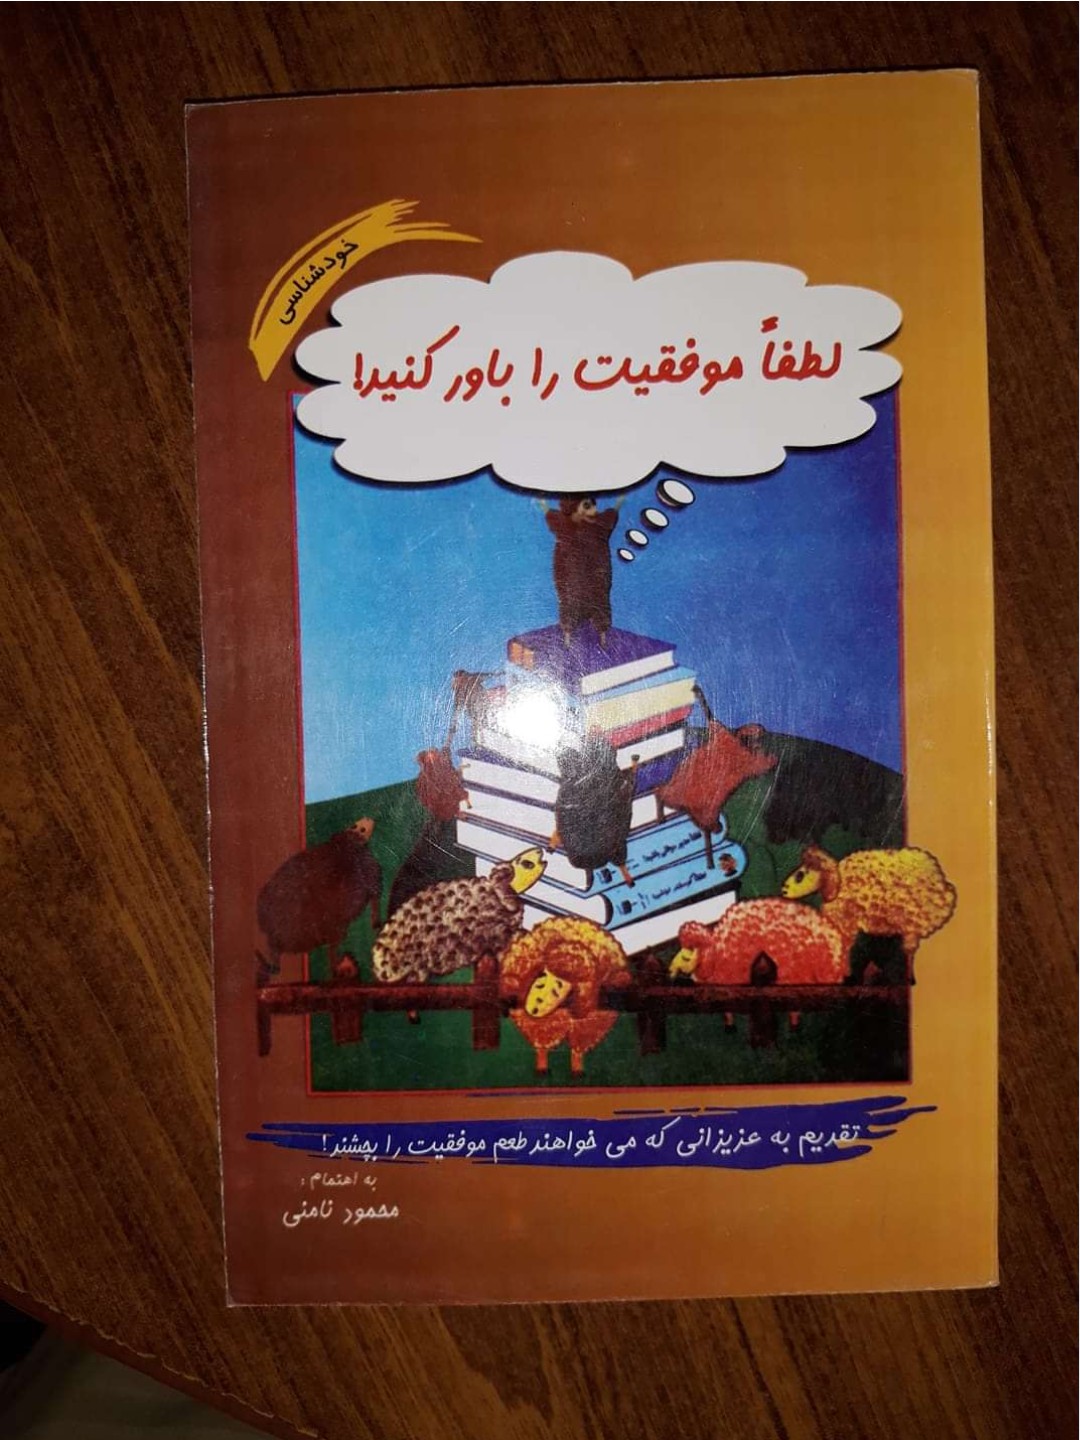 خودشناسی
لطفاً موفقیت را باور کنید!
تقدیم به عزیزانی که می خواهند طعم موفقیت را بچشند!
به اهتمام:
محمود نامنی